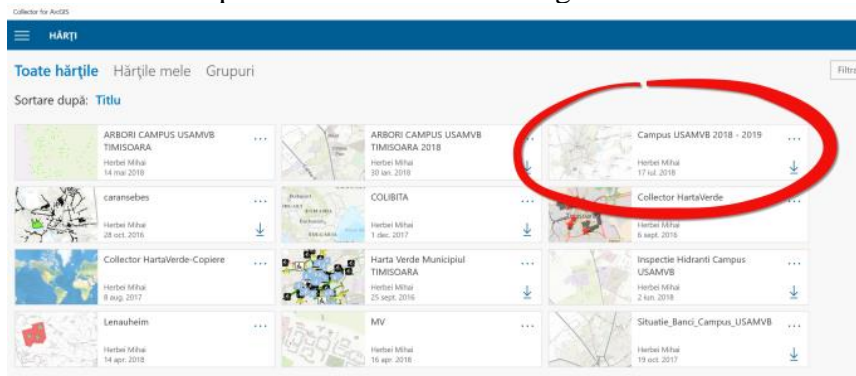 Collector for ArcGIS
HĂRȚI
Toate hărțile Hărțile mele Grupuri
Filtra
Sortare după: Titlu
ARBORI CAMPUS USAMVB TIMISOARA
Herbei Mihai
14 mai 2018
ARBORI CAMPUS USAMVB TIMISOARA 2018
Herbei Mihai
30 ian. 2018
Campus USAMVB 2018 - 2019
Herbei Mihai
17 iul. 2018
caransebes
Herbei Mihai
28 oct. 2016
COLIBITA
Herbei Mihai
1 dec. 2017
Collector HartaVerde
Herbei Mihai
6 sept. 2016
Collector HartaVerde-Copiere
Herbei Mihai
8 aug. 2017
Harta Verde Municipiul TIMISOARA
Herbei Mihai
25 sept. 2016
Inspectie Hidranti Campus USAMVB
Herbei Mihai
2 iun. 2018
Lenauheim
Herbei Mihai
14 apr. 2018
MV
Herbei Mihai
16 apr. 2018
Situatie_Banci_Campus_USAMVB
Herbei Mihai
19 oct. 2017